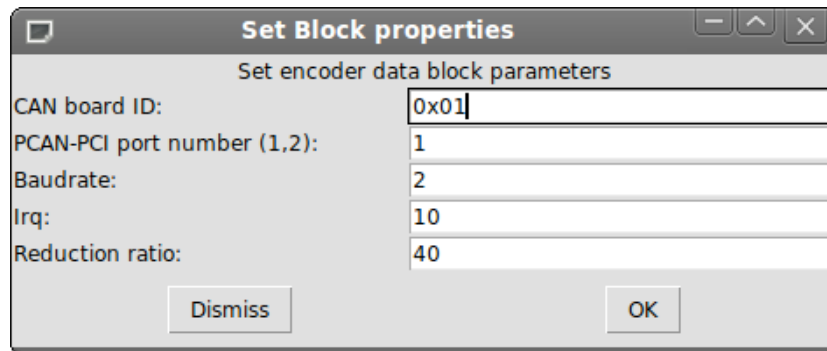 Set Block properties
Set encoder data block parameters
CAN board ID: 0x01
PCAN-PCI port number (1,2): 1
Baudrate: 2
Irq: 10
Reduction ratio: 40
Dismiss OK